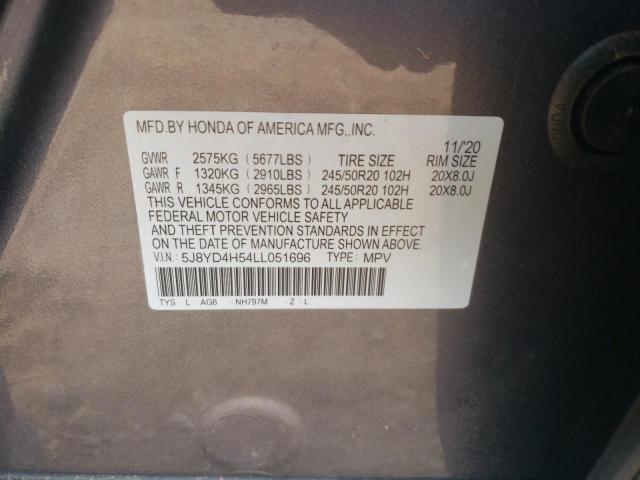 MFD.BY HONDA OF AMERICA MFG.,INC.
11/'20
GVWR 2575KG (5677LBS) TIRE SIZE RIM SIZE
GAWR F 1320KG (2910LBS) 245/50R20 102H 20X8.0J
GAWR R 1345KG (2965LBS) 245/50R20 102H 20X8.0J
THIS VEHICLE CONFORMS TO ALL APPLICABLE
FEDERAL MOTOR VEHICLE SAFETY
AND THEFT PREVENTION STANDARDS IN EFFECT
ON THE DATE OF MANUFACTURE SHOWN ABOVE.
V.I.N.: 5J8YD4H54LL051696 TYPE: MPV
TYS L AG6 -NH797M -Z -L
HONDA